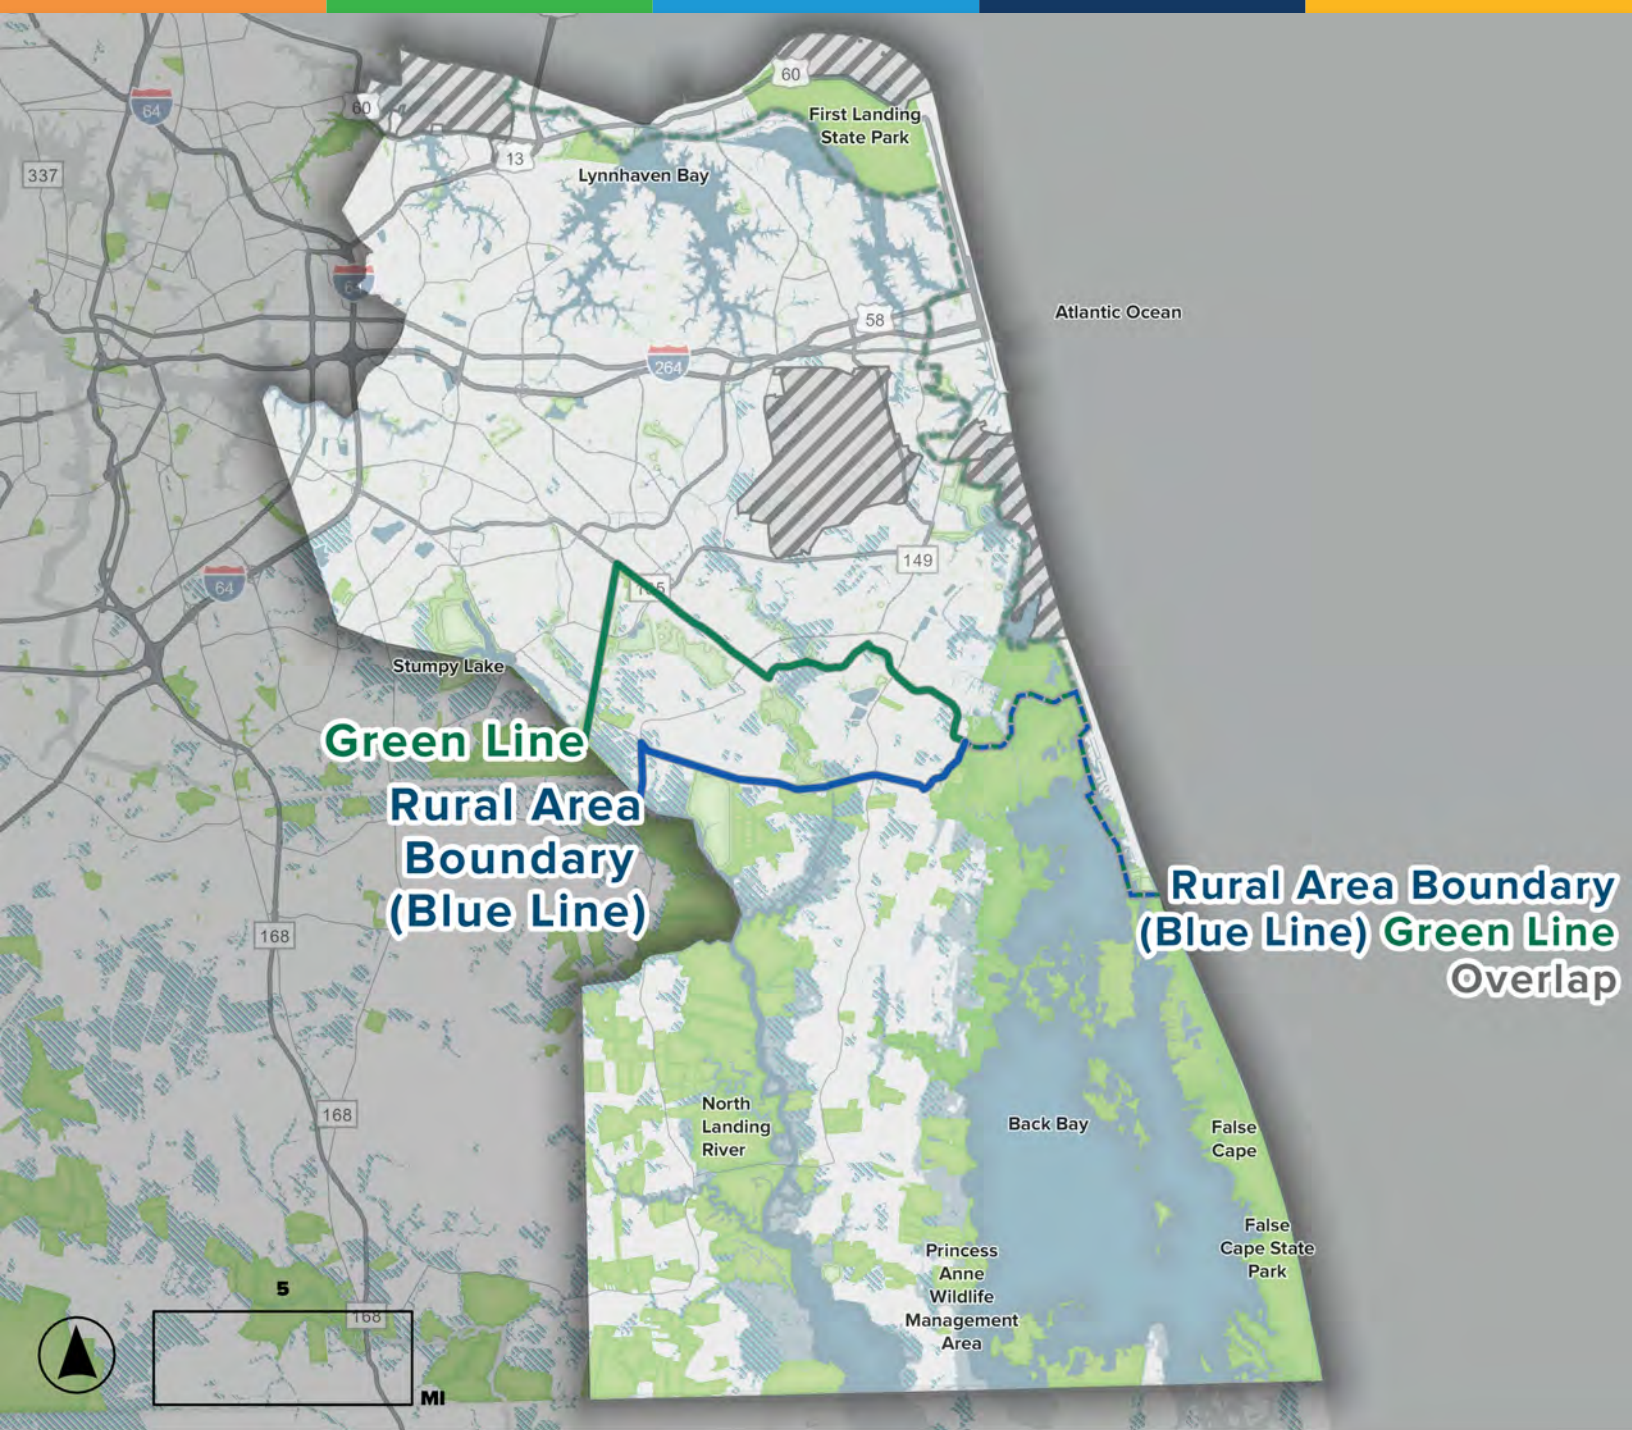 60
64
60
First Landing
State Park
13
337
Lynnhaven Bay
64
Atlantic Ocean
58
264
149
64
Stumpy Lake
Green Line
Rural Area
Boundary
(Blue Line)
Rural Area Boundary
(Blue Line) Green Line
Overlap
168
168
North
Landing
River
Back Bay
False
Cape
False
Cape State
Park
Princess
Anne
Wildlife
Management
Area
5
168
MI